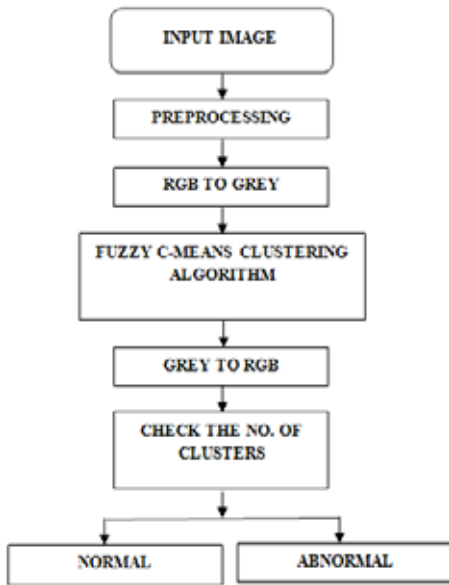 INPUT IMAGE
PREPROCESSING
RGB TO GREY
FUZZY C-MEANS CLUSTERING
ALGORITHM
GREY TO RGB
CHECK THE NO. OF
CLUSTERS
NORMAL
ABNORMAL